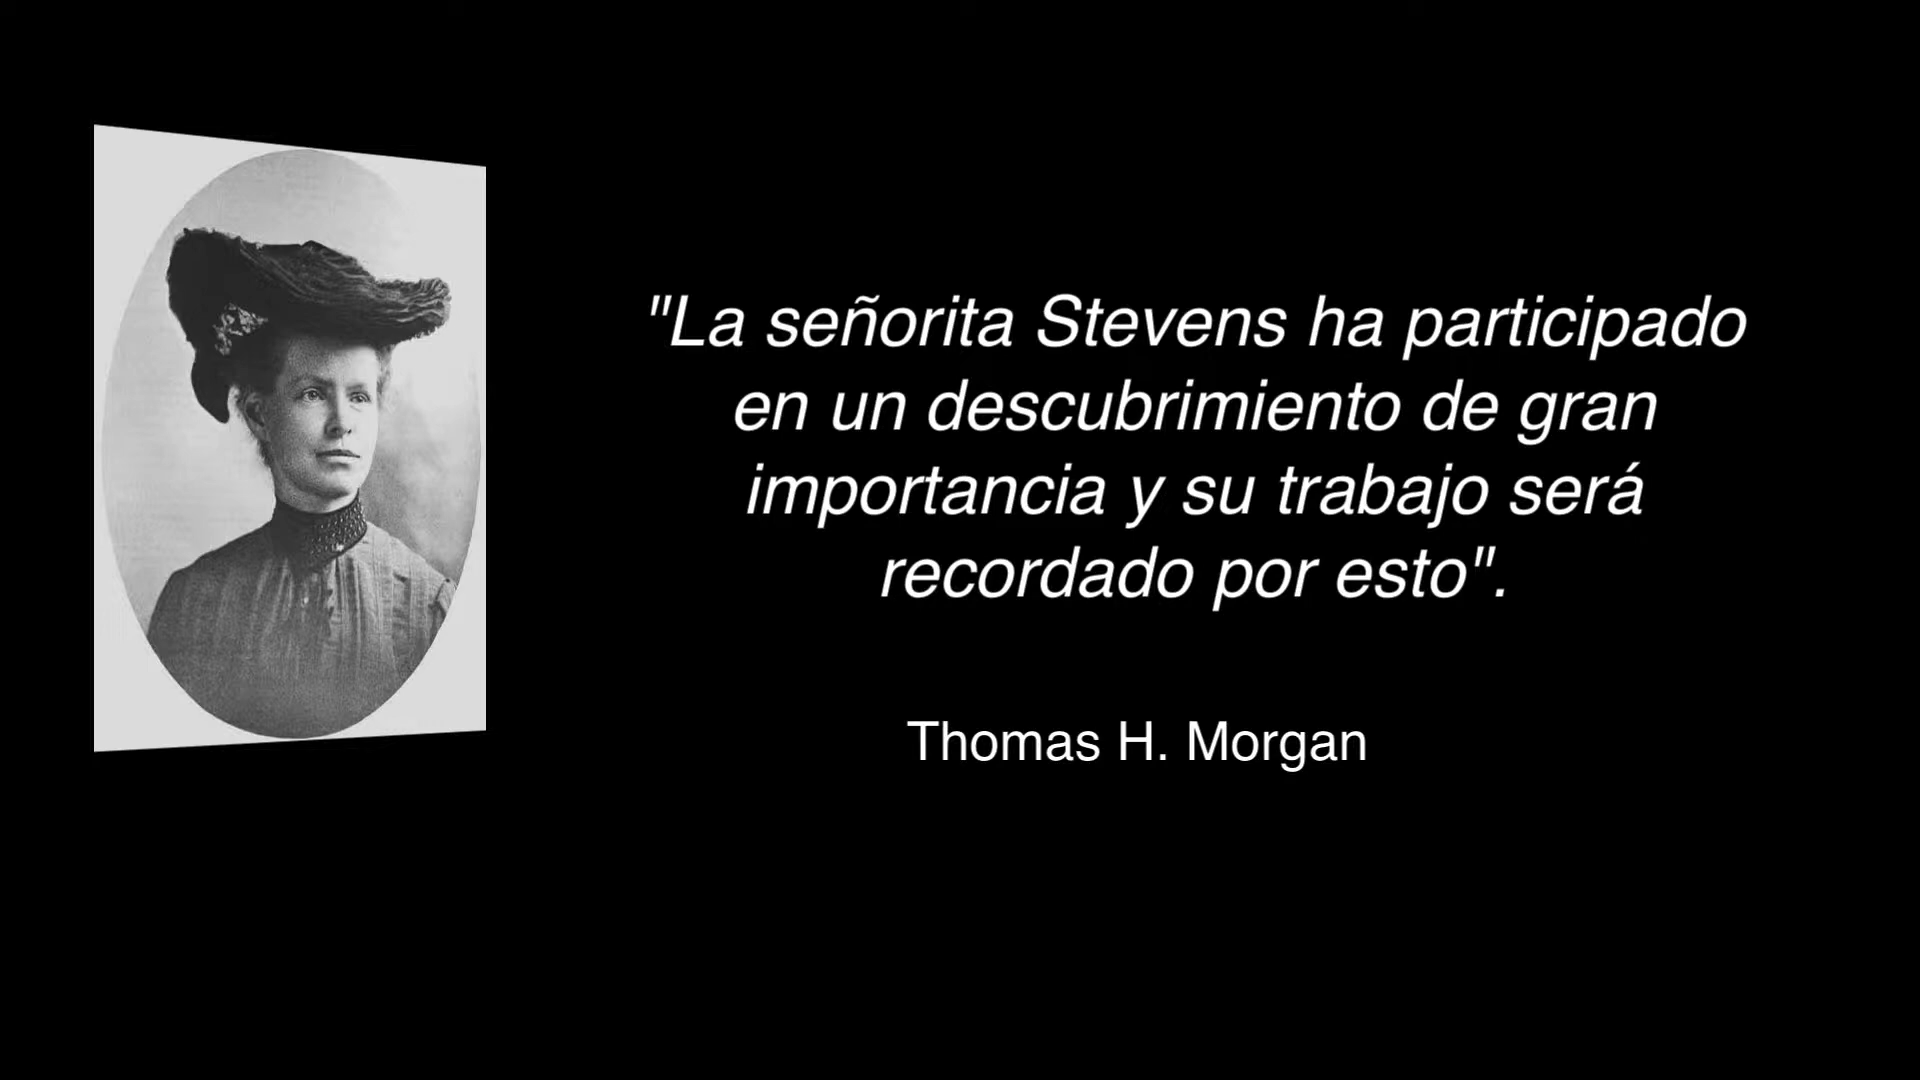 "La señorita Stevens ha participado
en un descubrimiento de gran
importancia y su trabajo será
recordado por esto".
Thomas H. Morgan